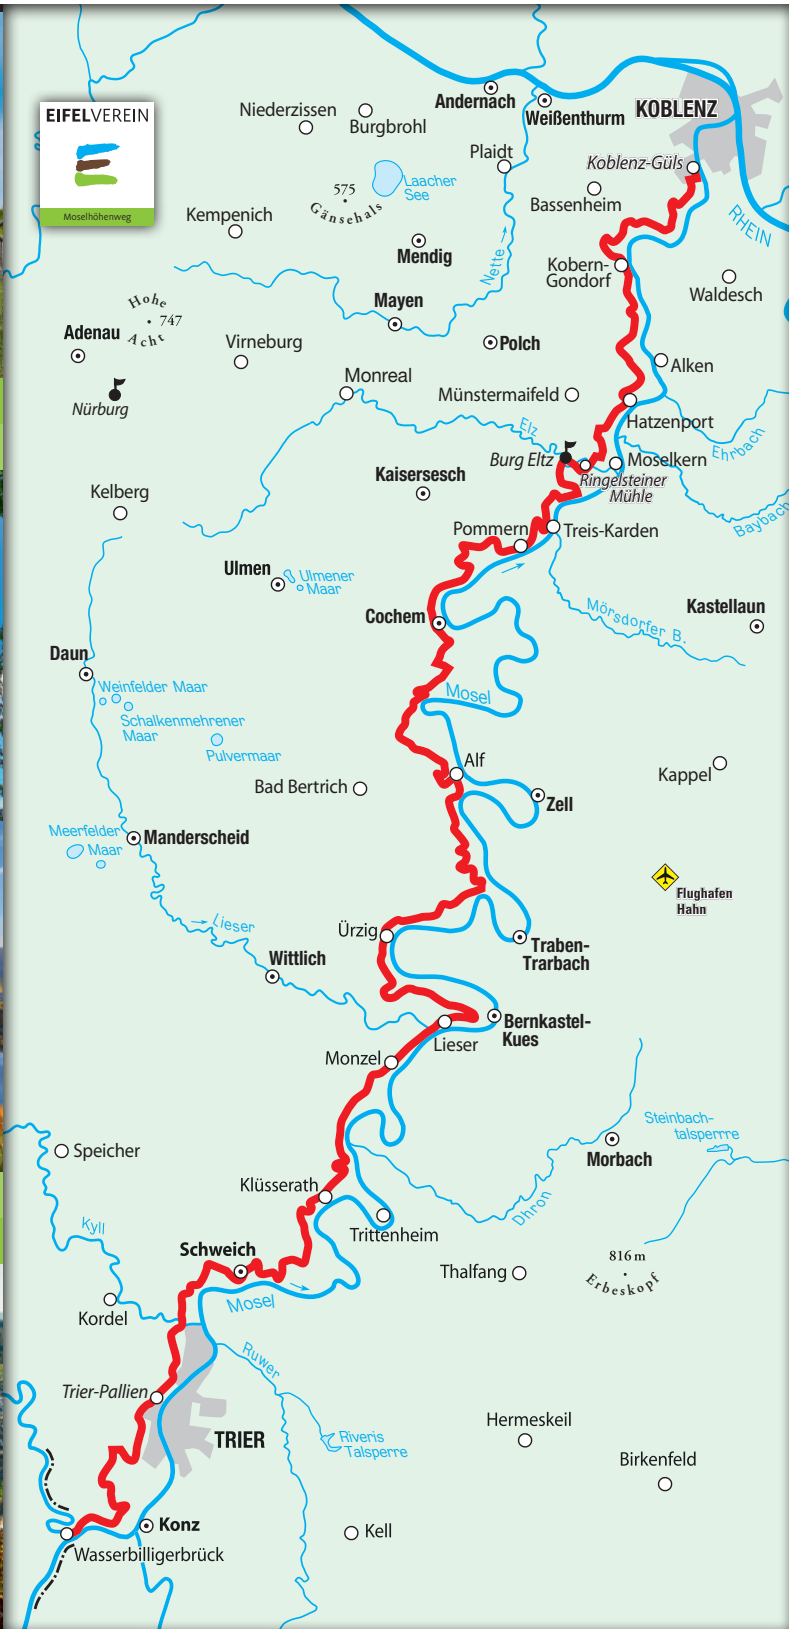 EIFELVEREIN
Moselhöhenweg
Andernach
Weißenthurm
KOBLENZ
Niederzissen
Burgbrohl
Plaidt
Koblenz-Güls
575
Gänsehals
Laacher
See
Bassenheim
Kempenich
RHEIN
Mendig
Nette
Kobern-
Gondorf
Waldesch
Hohe
747
Acht
Mayen
Adenau
Virneburg
Polch
Alken
Monreal
Münstermaifeld
Nürburg
Hatzenport
Elz
Ehrbach
Burg Eltz
Moselkern
Kaisersesch
Ringelsteiner
Mühle
Kelberg
Baybach
Pommern
Treis-Karden
Ulmen
Ulmener
Maar
Mörsdorfer B.
Kastellaun
Cochem
Daun
Weinfelder Maar
Mosel
Schalkenmehrener
Maar
Pulvermaar
Alf
Kappel
Bad Bertrich
Zell
Meerfelder
Maar
Manderscheid
Flughafen
Hahn
Lieser
Ürzig
Traben-
Trarbach
Wittlich
Bernkastel-
Kues
Lieser
Monzel
Steinbach-
talsperrre
Speicher
Morbach
Klüsserath
Dhron
Kyll
Trittenheim
Schweich
816 m
Erbeskopf
Thalfang
Mosel
Kordel
Ruwer
Trier-Pallien
TRIER
Riveris
Talsperre
Hermeskeil
Birkenfeld
Konz
Kell
Wasserbilligerbrück